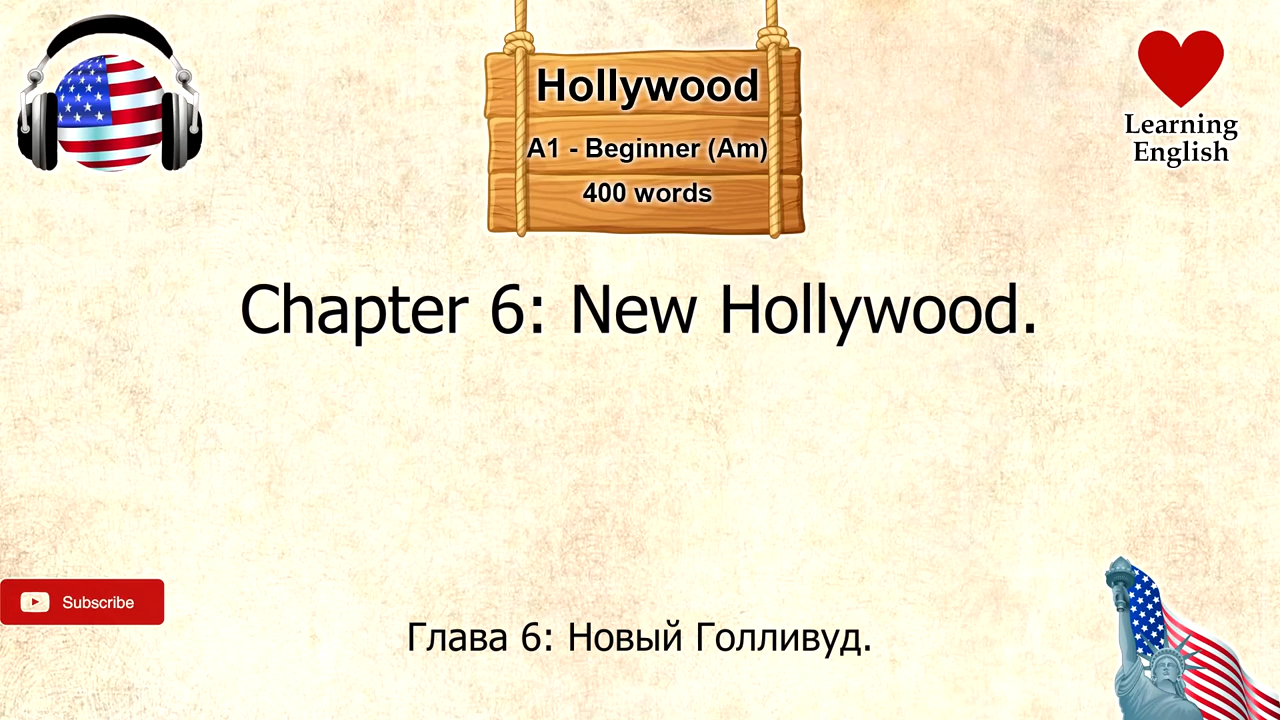 Hollywood
A1 - Beginner (Am)
400 words
Learning
English
Chapter 6: New Hollywood.
Subscribe
Глава 6: Новый Голливуд.